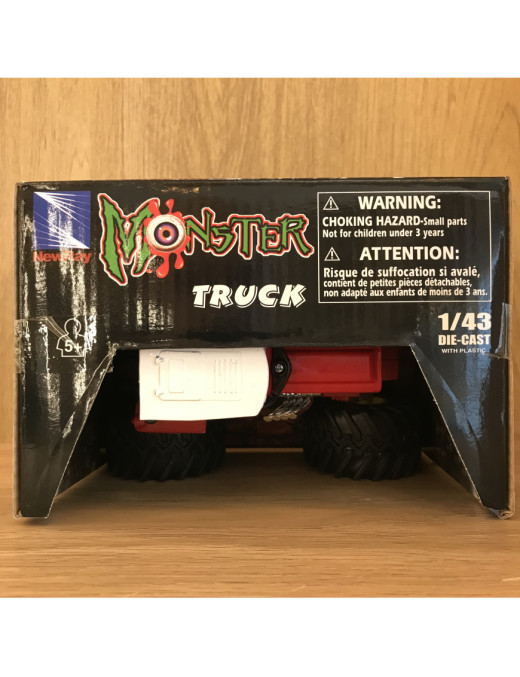 NewRay
MONSTER
TRUCK
WARNING:
CHOKING HAZARD-Small parts
Not for children under 3 years
ATTENTION:
Risque de suffocation si avalé,
contient de petites pièces détachables,
non adapté aux enfants de moins de 3 ans.
1/43
DIE-CAST
WITH PLASTIC
5+